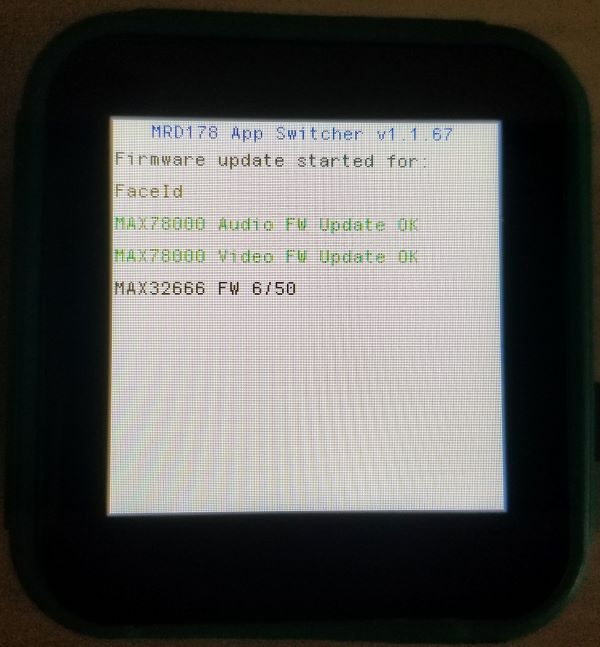 MRD178 App Switcher v1.1.67
Firmware update started for:
FaceId
MAX78000 Audio FW Update OK
MAX78000 Video FW Update OK
MAX32666 FW 6/50